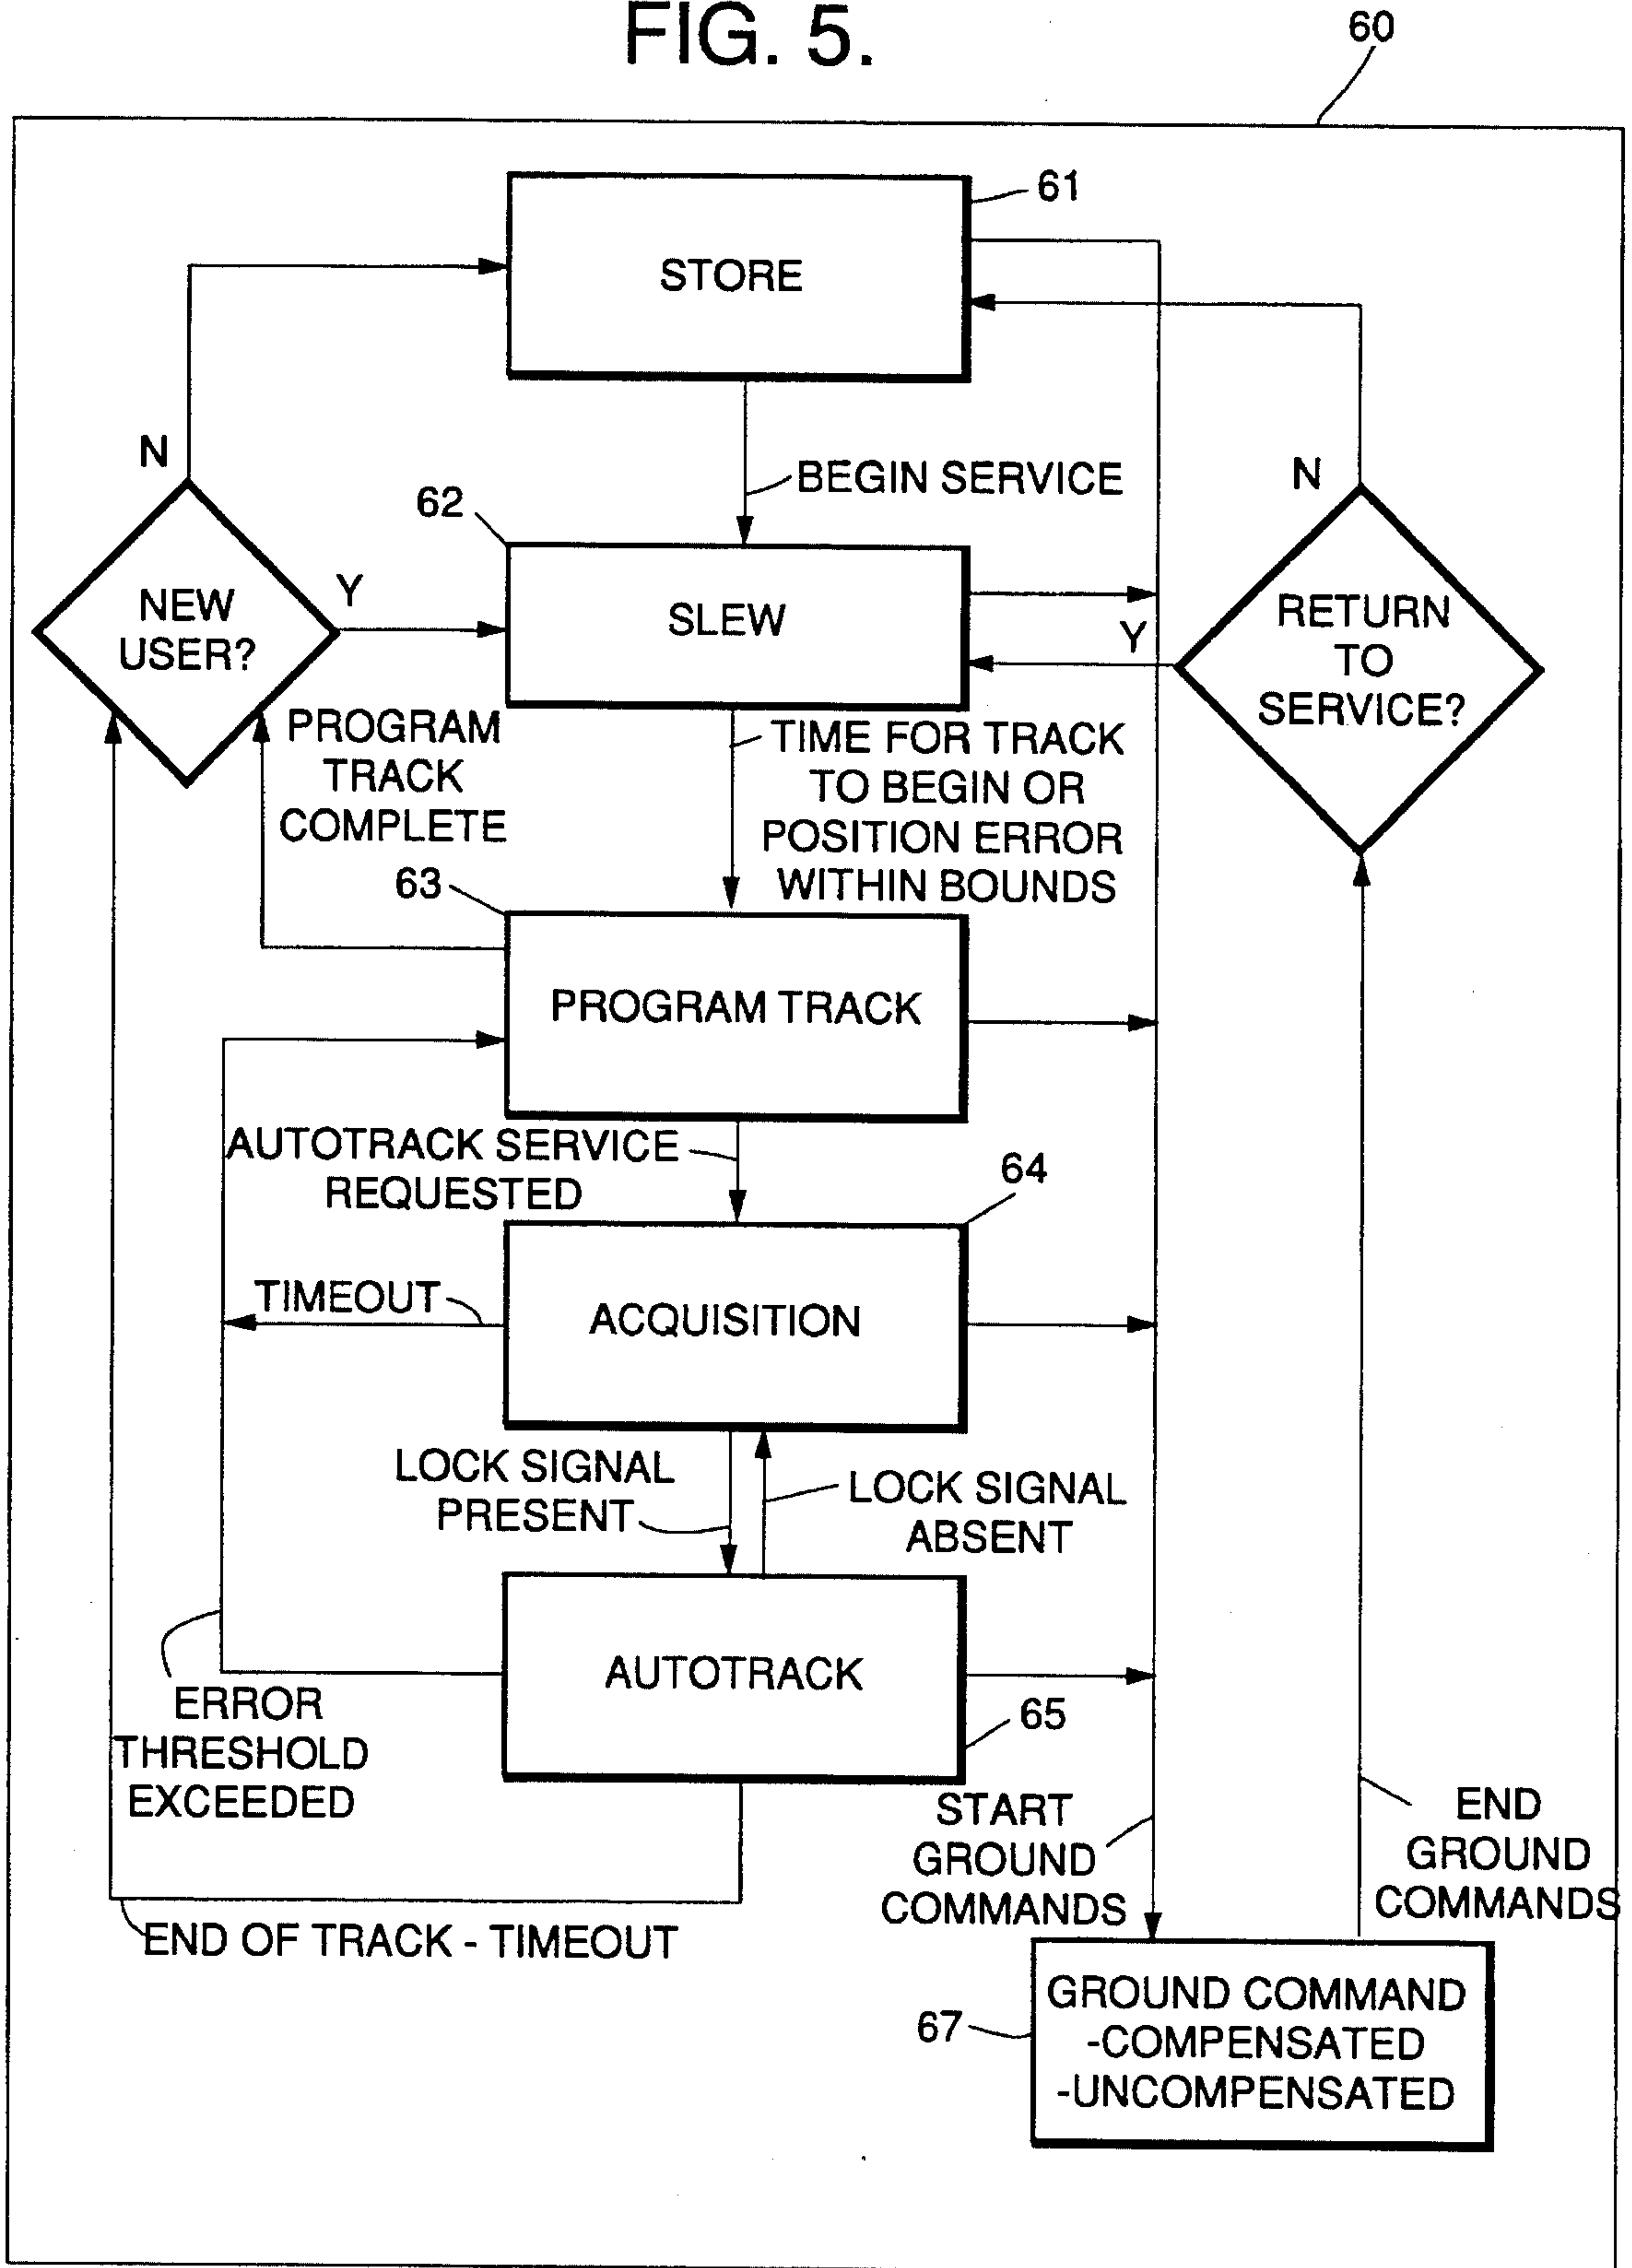 FIG. 5.
60
61
STORE
N
BEGIN SERVICE
N
62
NEW
USER?
Y
SLEW
Y
RETURN
TO
SERVICE?
PROGRAM
TRACK
COMPLETE
TIME FOR TRACK
TO BEGIN OR
POSITION ERROR
WITHIN BOUNDS
63
PROGRAM TRACK
AUTOTRACK SERVICE
REQUESTED
64
TIMEOUT
ACQUISITION
LOCK SIGNAL
PRESENT
LOCK SIGNAL
ABSENT
AUTOTRACK
65
ERROR
THRESHOLD
EXCEEDED
START
GROUND
COMMANDS
END
GROUND
COMMANDS
END OF TRACK - TIMEOUT
67
GROUND COMMAND
-COMPENSATED
-UNCOMPENSATED